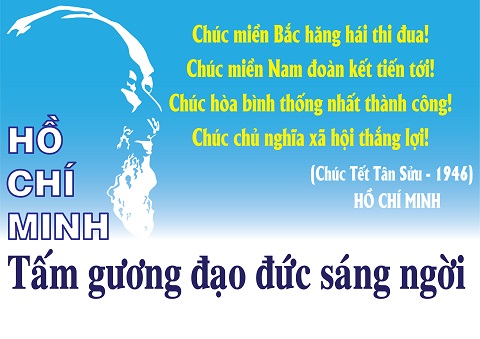 Chúc miền Bắc hăng hái thi đua!
Chúc miền Nam đoàn kết tiến tới!
Chúc hòa bình thống nhất thành công!
Chúc chủ nghĩa xã hội thắng lợi!
(Chúc Tết Tân Sửu - 1946)
HỒ CHÍ MINH
HỒ
CHÍ
MINH
Tấm gương đạo đức sáng ngời